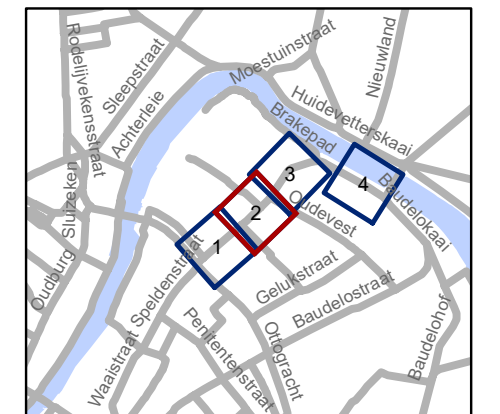 Rodelijvekensstraat
Sleepstraat
Moestuinstraat
Nieuwland
Achterleie
Huidevetterskaai
Brakepad
3
4
Baudelokaai
Sluizeken
Oudevest
2
1
Oudburg
Speldenstraat
Gelukstraat
Baudelostraat
Waaistraat
Penitentenstraat
Ottogracht
Baudelohof